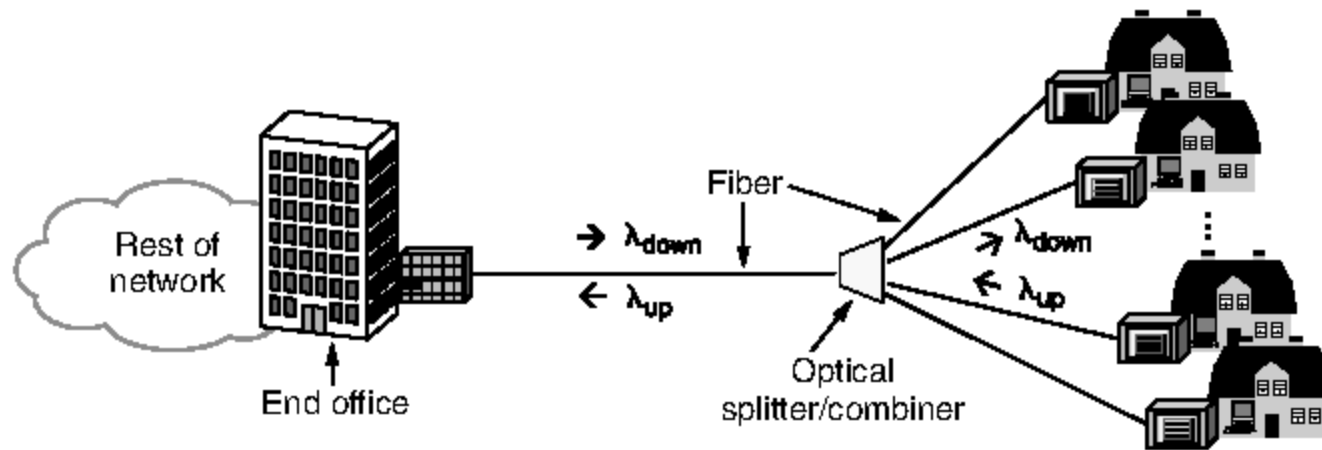 Rest of
network
End office
Fiber
→ λdown
← λup
Optical
splitter/combiner
→ λdown
← λup